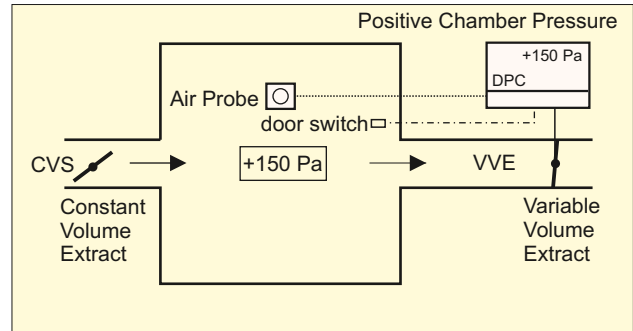 Positive Chamber Pressure
+150 Pa
DPC
Air Probe
door switch
CVS
+150 Pa
VVE
Constant
Volume
Extract
Variable
Volume
Extract